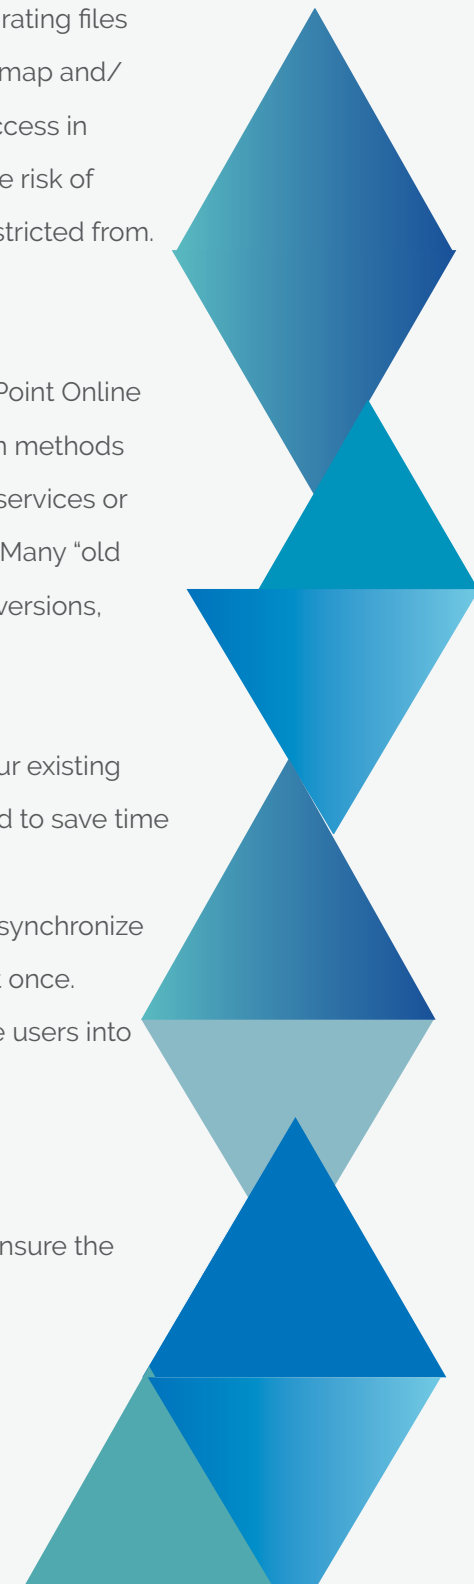 rating files
map and/
ccess in
e risk of
stricted from.
Point Online
n methods
services or
Many “old
versions,
ur existing
d to save time
synchronize
t once.
e users into
nsure the